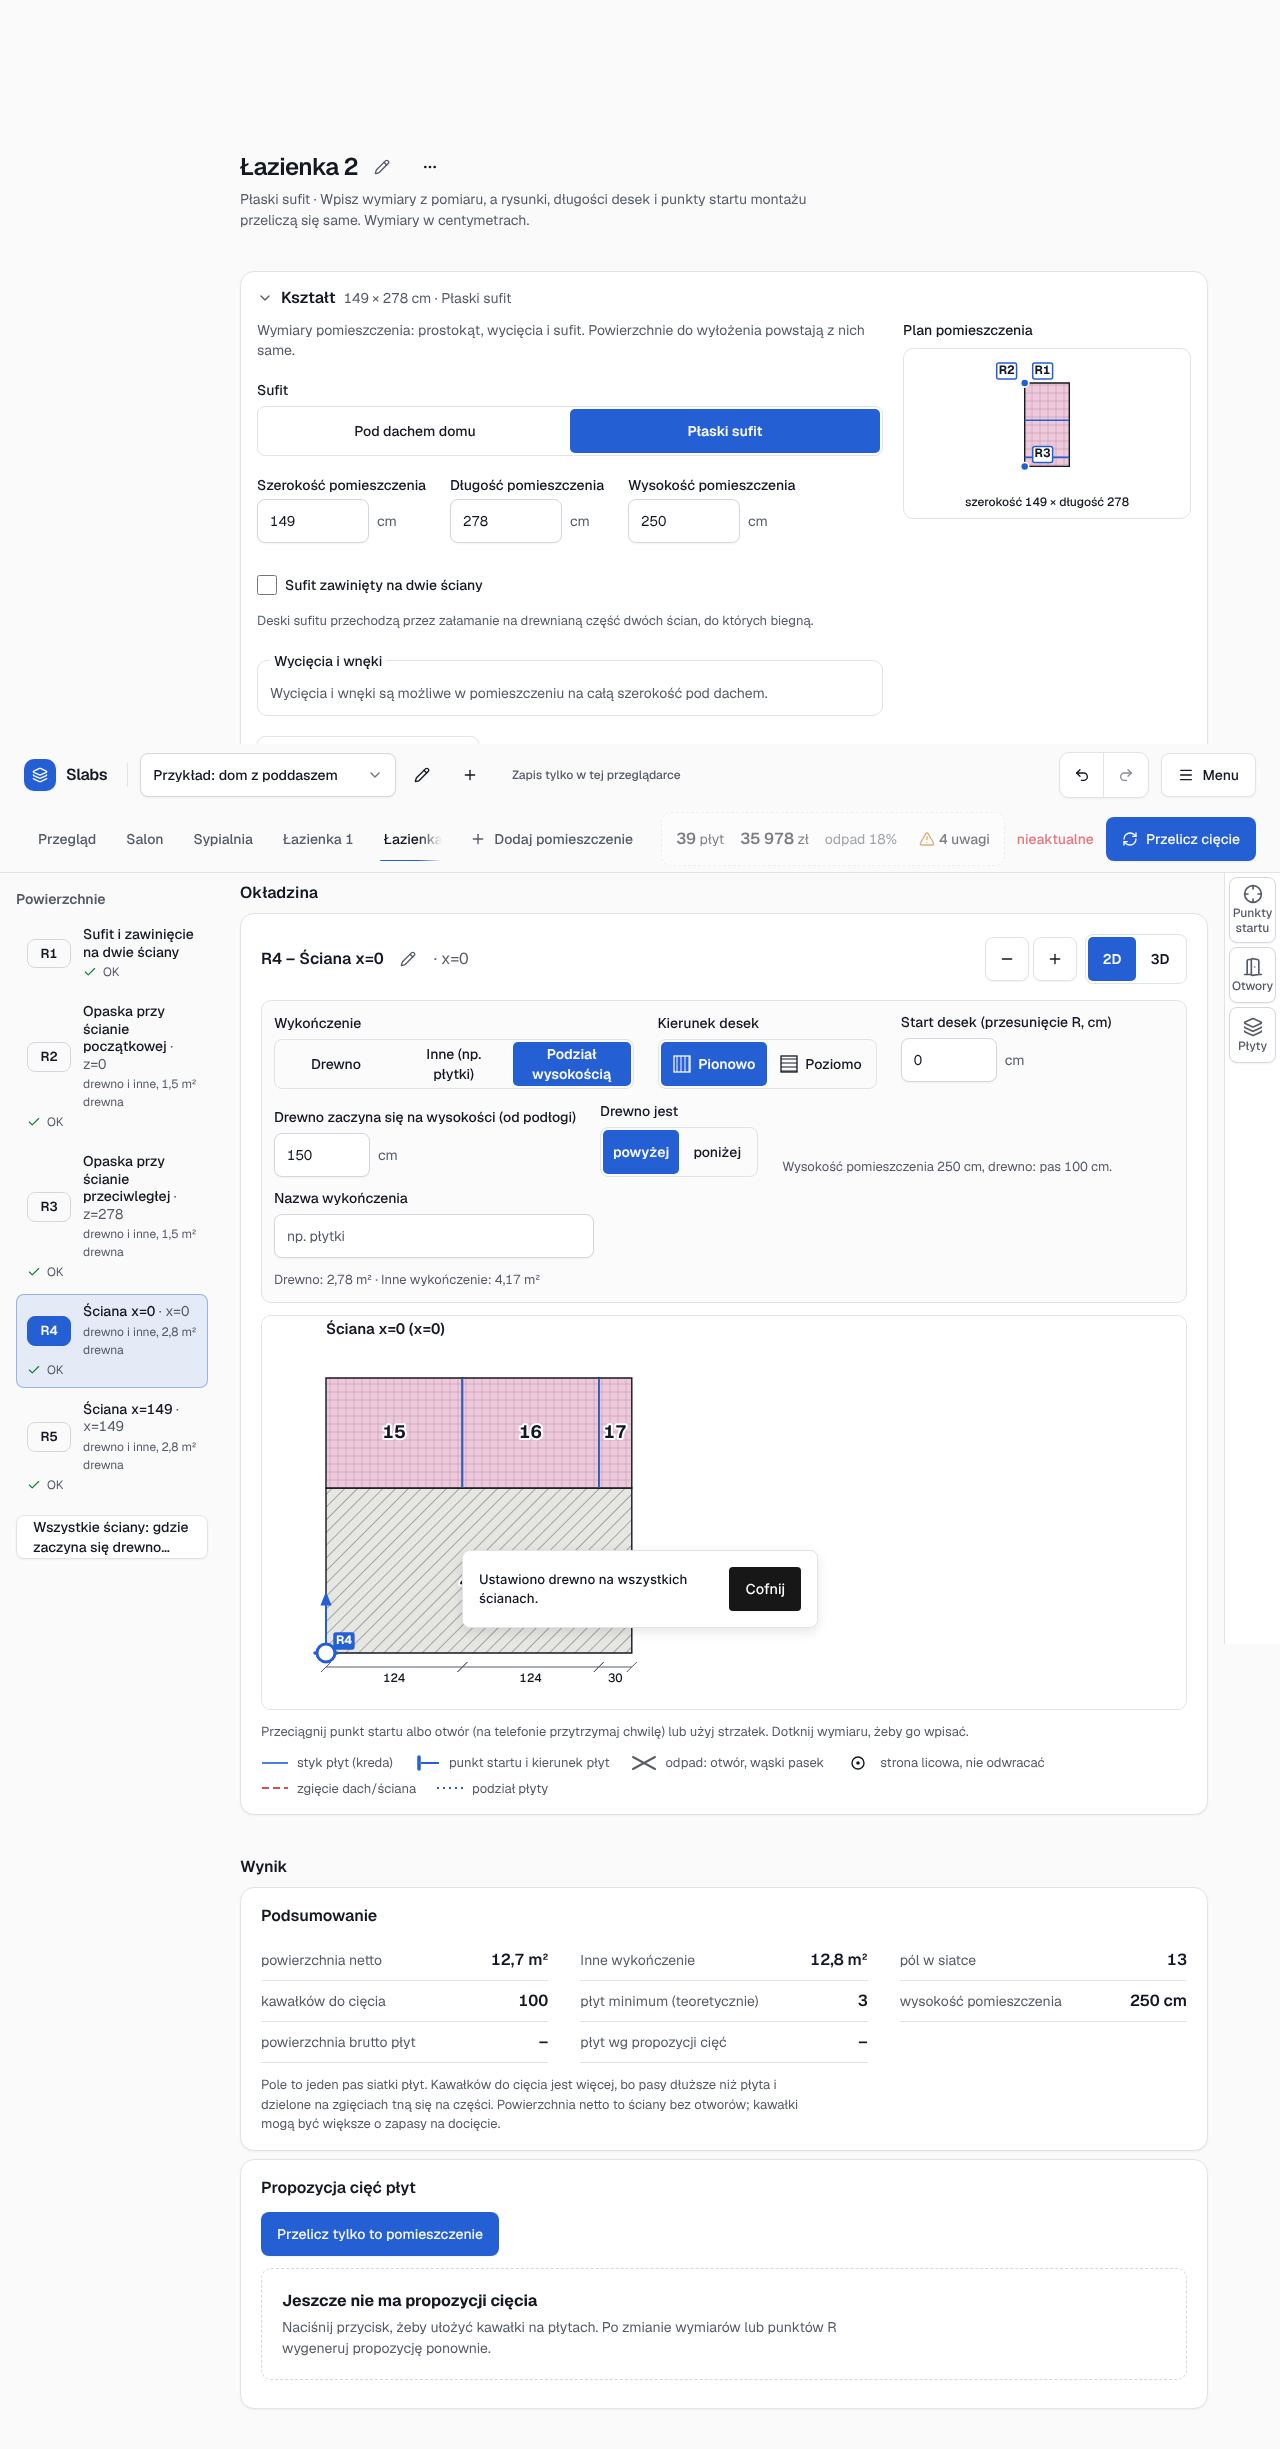 Łazienka 2
Płaski sufit · Wpisz wymiary z pomiaru, a rysunki, długości desek i punkty startu montażu
przeliczą się same. Wymiary w centymetrach.
Kształt 149 × 278 cm · Płaski sufit
Wymiary pomieszczenia: prostokąt, wycięcia i sufit. Powierzchnie do wyłożenia powstają z nich
same.
Plan pomieszczenia
R2 R1
R3
szerokość 149 × długość 278
Sufit
Pod dachem domu
Płaski sufit
Szerokość pomieszczenia
149 cm
Długość pomieszczenia
278 cm
Wysokość pomieszczenia
250 cm
Sufit zawinięty na dwie ściany
Deski sufitu przechodzą przez załamanie na drewnianą część dwóch ścian, do których biegną.
Wycięcia i wnęki
Wycięcia i wnęki są możliwe w pomieszczeniu na całą szerokość pod dachem.
Slabs
Przykład: dom z poddaszem
Zapis tylko w tej przeglądarce
Menu
Przegląd
Salon
Sypialnia
Łazienka 1
Łazienka
Dodaj pomieszczenie
39 płyt 35 978 zł odpad 18% 4 uwagi
nieaktualne
Przelicz cięcie
Powierzchnie
R1
Sufit i zawinięcie
na dwie ściany
OK
R2
Opaska przy
ścianie
początkowej ·
z=0
drewno i inne, 1,5 m²
drewna
OK
R3
Opaska przy
ścianie
przeciwległej ·
z=278
drewno i inne, 1,5 m²
drewna
OK
R4
Ściana x=0 · x=0
drewno i inne, 2,8 m²
drewna
OK
R5
Ściana x=149 ·
x=149
drewno i inne, 2,8 m²
drewna
OK
Wszystkie ściany: gdzie
zaczyna się drewno...
Okładzina
R4 – Ściana x=0 · x=0
2D
3D
Punkty
startu
Otwory
Płyty
Wykończenie
Drewno
Inne (np.
płytki)
Podział
wysokością
Kierunek desek
Pionowo
Poziomo
Start desek (przesunięcie R, cm)
0 cm
Drewno zaczyna się na wysokości (od podłogi)
150 cm
Drewno jest
powyżej
poniżej
Wysokość pomieszczenia 250 cm, drewno: pas 100 cm.
Nazwa wykończenia
np. płytki
Drewno: 2,78 m² · Inne wykończenie: 4,17 m²
Ściana x=0 (x=0)
15 16 17
R4
124 124 30
Ustawiono drewno na wszystkich
ścianach.
Cofnij
Przeciągnij punkt startu albo otwór (na telefonie przytrzymaj chwilę) lub użyj strzałek. Dotknij wymiaru, żeby go wpisać.
styk płyt (kreda)
punkt startu i kierunek płyt
odpad: otwór, wąski pasek
strona licowa, nie odwracać
zgięcie dach/ściana
podział płyty
Wynik
Podsumowanie
powierzchnia netto 12,7 m²
Inne wykończenie 12,8 m²
pól w siatce 13
kawałków do cięcia 100
płyt minimum (teoretycznie) 3
wysokość pomieszczenia 250 cm
powierzchnia brutto płyt –
płyt wg propozycji cięć –
Pole to jeden pas siatki płyt. Kawałków do cięcia jest więcej, bo pasy dłuższe niż płyta i
dzielone na zgięciach tną się na części. Powierzchnia netto to ściany bez otworów; kawałki
mogą być większe o zapasy na docięcie.
Propozycja cięć płyt
Przelicz tylko to pomieszczenie
Jeszcze nie ma propozycji cięcia
Naciśnij przycisk, żeby ułożyć kawałki na płytach. Po zmianie wymiarów lub punktów R
wygeneruj propozycję ponownie.